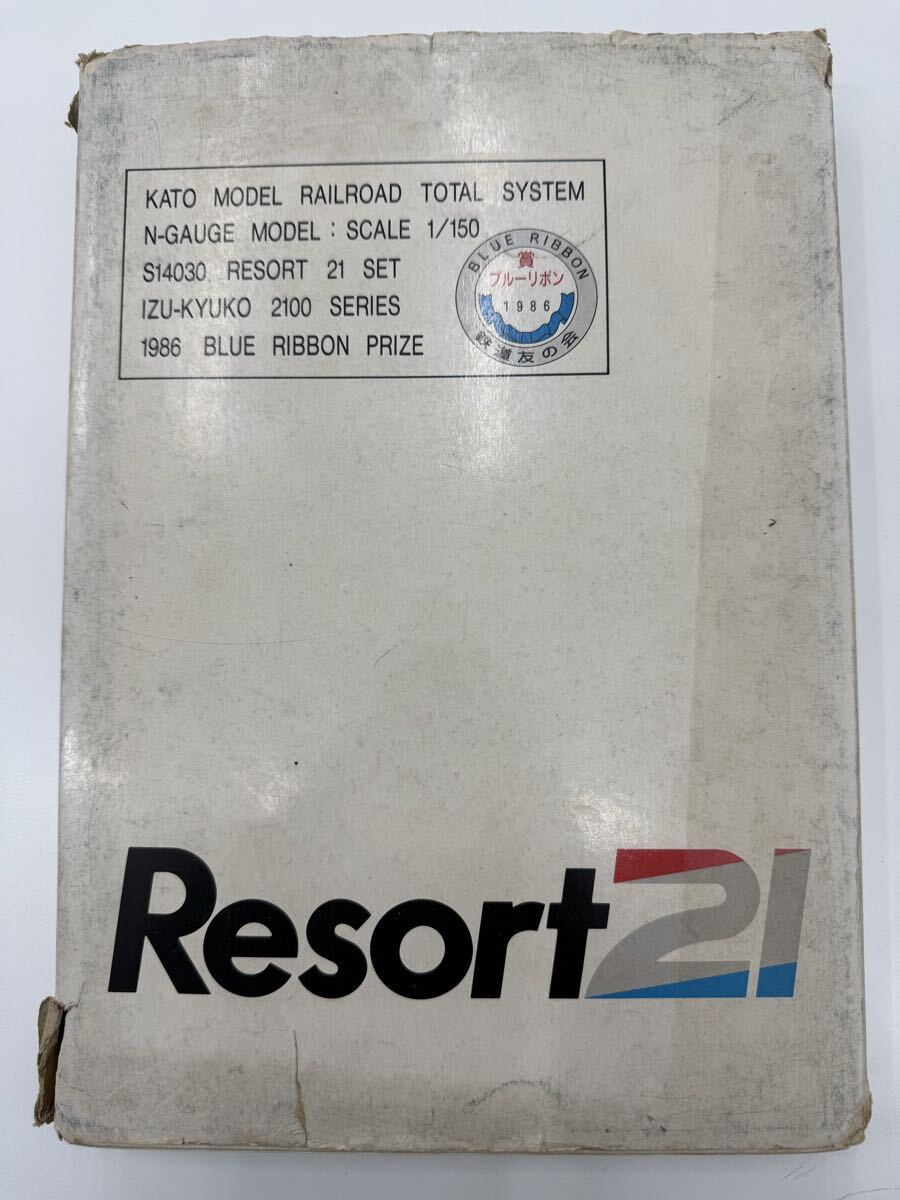 KATO MODEL RAILROAD TOTAL SYSTEM
N-GAUGE MODEL : SCALE 1/150
S14030 RESORT 21 SET
IZU-KYUKO 2100 SERIES
1986 BLUE RIBBON PRIZE
BLUE RIBBON
賞
ブルーリボン
1986
鉄道友の会
Resort21